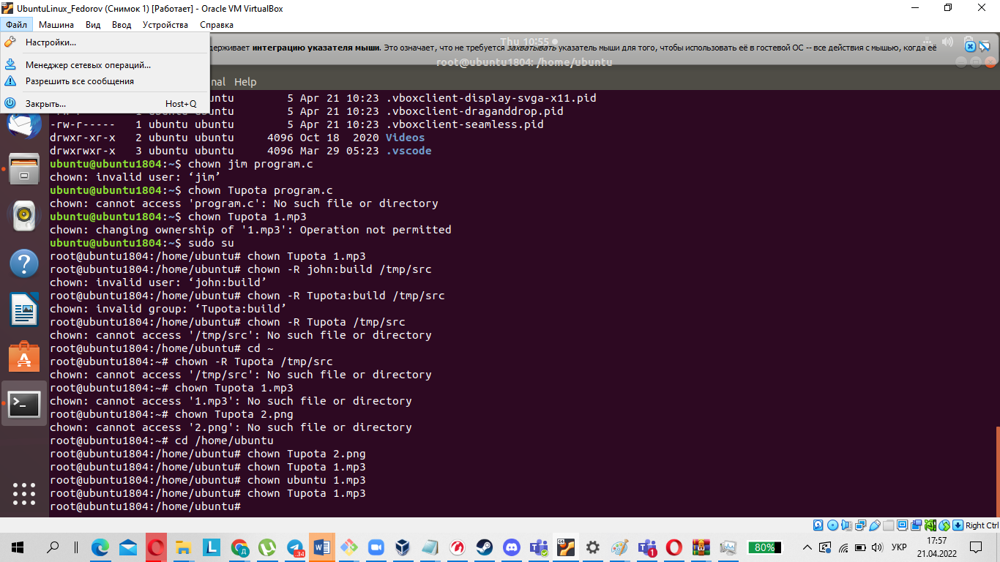 UbuntuLinux_Fedorov (Снимок 1) [Работает] - Oracle VM VirtualBox
Файл Машина Вид Ввод Устройства Справка
Настройки...
Менеджер сетевых операций...
Разрешить все сообщения
Закрыть... Host+Q
Thu 10:55
держивает интеграцию указателя мыши. Это означает, что не требуется захватывать указатель мыши для того, чтобы использовать её в гостевой ОС -- все действия с мышью, когда её
root@ubuntu1804: /home/ubuntu
nal Help
untu ubuntu 5 Apr 21 10:23 .vboxclient-display-svga-x11.pid
1 ubuntu ubuntu 5 Apr 21 10:23 .vboxclient-draganddrop.pid
-rw-r----- 1 ubuntu ubuntu 5 Apr 21 10:23 .vboxclient-seamless.pid
drwxr-xr-x 2 ubuntu ubuntu 4096 Oct 18 2020 Videos
drwxrwxr-x 3 ubuntu ubuntu 4096 Mar 29 05:23 .vscode
ubuntu@ubuntu1804:~$ chown jim program.c
chown: invalid user: ‘jim’
ubuntu@ubuntu1804:~$ chown Tupota program.c
chown: cannot access 'program.c': No such file or directory
ubuntu@ubuntu1804:~$ chown Tupota 1.mp3
chown: changing ownership of '1.mp3': Operation not permitted
ubuntu@ubuntu1804:~$ sudo su
root@ubuntu1804:/home/ubuntu# chown Tupota 1.mp3
root@ubuntu1804:/home/ubuntu# chown -R john:build /tmp/src
chown: invalid user: ‘john:build’
root@ubuntu1804:/home/ubuntu# chown -R Tupota:build /tmp/src
chown: invalid group: ‘Tupota:build’
root@ubuntu1804:/home/ubuntu# chown -R Tupota /tmp/src
chown: cannot access '/tmp/src': No such file or directory
root@ubuntu1804:/home/ubuntu# cd ~
root@ubuntu1804:~# chown -R Tupota /tmp/src
chown: cannot access '/tmp/src': No such file or directory
root@ubuntu1804:~# chown Tupota 1.mp3
chown: cannot access '1.mp3': No such file or directory
root@ubuntu1804:~# chown Tupota 2.png
chown: cannot access '2.png': No such file or directory
root@ubuntu1804:~# cd /home/ubuntu
root@ubuntu1804:/home/ubuntu# chown Tupota 2.png
root@ubuntu1804:/home/ubuntu# chown Tupota 1.mp3
root@ubuntu1804:/home/ubuntu# chown ubuntu 1.mp3
root@ubuntu1804:/home/ubuntu# chown Tupota 1.mp3
root@ubuntu1804:/home/ubuntu#
Right Ctrl
80% УКР 17:57
21.04.2022